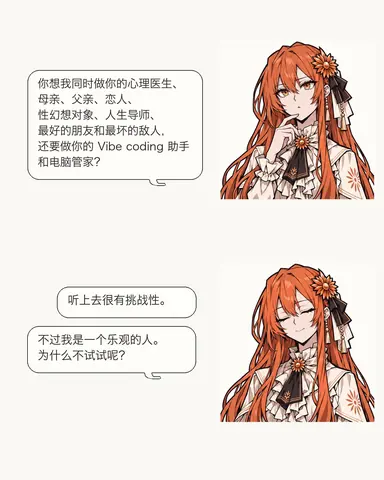 你想我同时做你的心理医生、
母亲、父亲、恋人、
性幻想对象、人生导师、
最好的朋友和最坏的敌人,
还要做你的 Vibe coding 助手
和电脑管家?
听上去很有挑战性。
不过我是一个乐观的人。
为什么不试试呢?